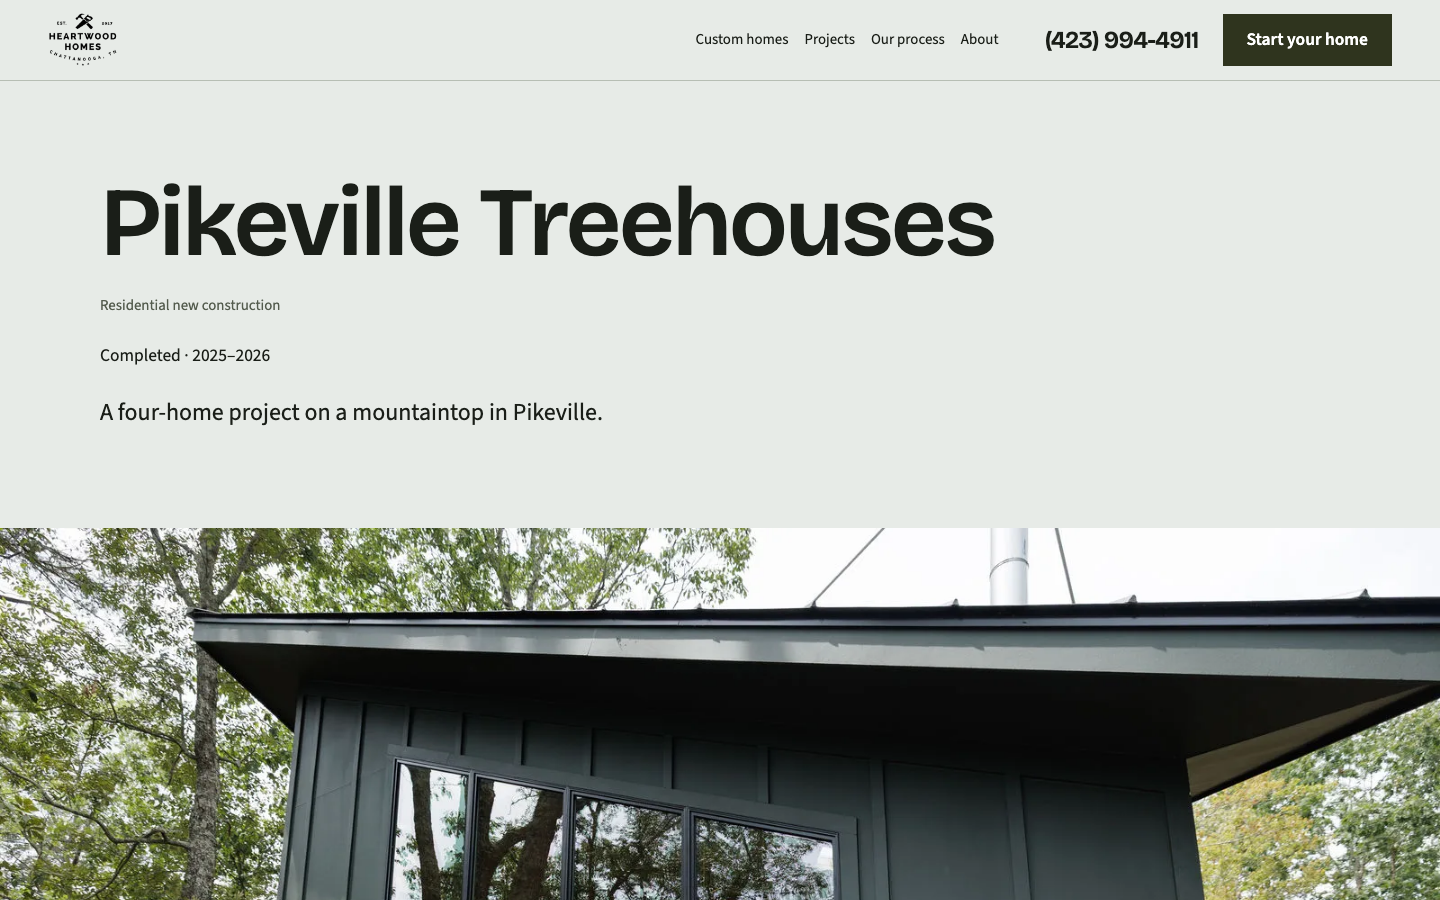 EST. 2017
HEARTWOOD
HOMES
CHATTANOOGA, TN
Custom homes Projects Our process About (423) 994-4911 Start your home
Pikeville Treehouses
Residential new construction
Completed · 2025–2026
A four-home project on a mountaintop in Pikeville.